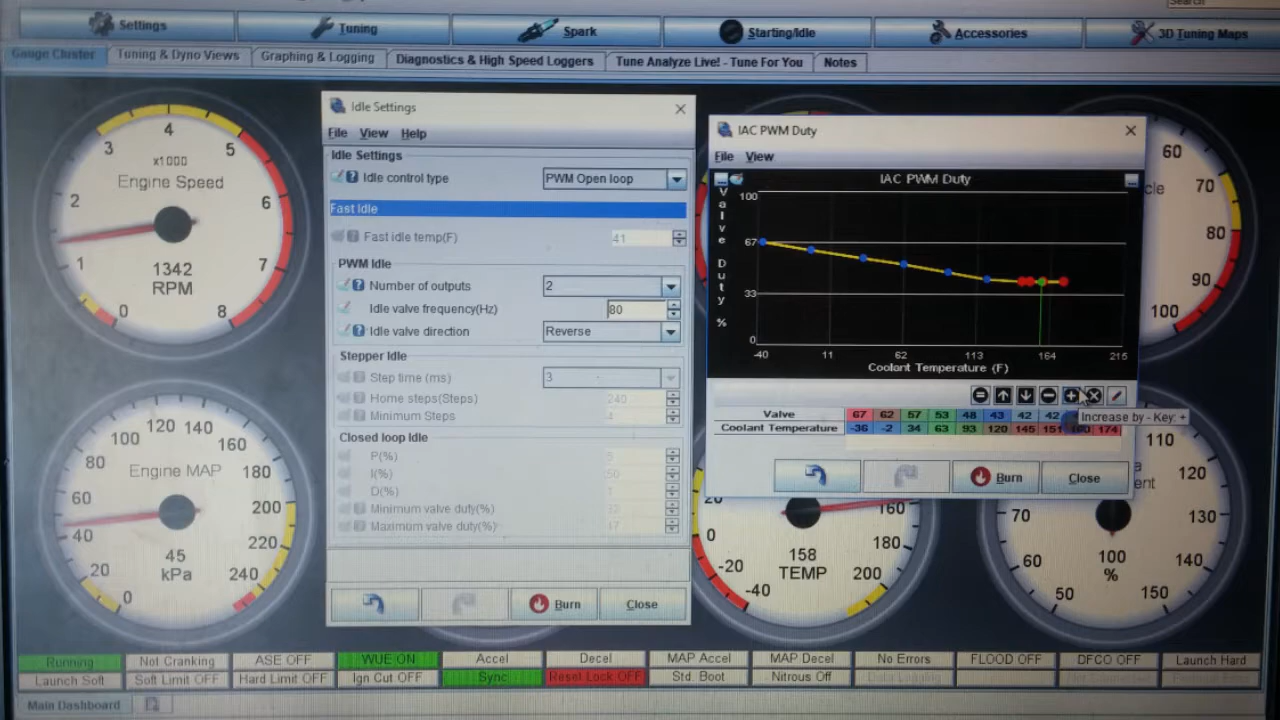 Search
Settings
Tuning
Spark
Starting/Idle
Accessories
3D Tuning Maps
Gauge Cluster
Tuning & Dyno Views
Graphing & Logging
Diagnostics & High Speed Loggers
Tune Analyze Live! - Tune For You
Notes
0
1
2
3
4
5
6
7
8
x1000
Engine Speed
1342
RPM
0
20
40
60
80
100
120
140
160
180
200
220
240
Engine MAP
45
kPa
Idle Settings
File
View
Help
Idle Settings
Idle control type
PWM Open loop
Fast Idle
Fast idle temp(F)
41
PWM Idle
Number of outputs
2
Idle valve frequency(Hz)
80
Idle valve direction
Reverse
Stepper Idle
Step time (ms)
3
Home steps(Steps)
240
Minimum Steps
4
Closed loop Idle
P(%)
I(%)
50
D(%)
Minimum valve duty(%)
Maximum valve duty(%)
17
Burn
Close
IAC PWM Duty
File
View
IAC PWM Duty
Valve Duty %
100
67
33
0
-40
11
62
113
164
215
Coolant Temperature (F)
Valve
67 62 57 53 48 43 42 42
Increase by - Key: +
Coolant Temperature
-36 -2 34 63 93 120 145 151 160 174
Burn
Close
60
70
80
90
100
cle
-40
-20
0
20
160
180
200
158
TEMP
50
60
70
110
120
130
140
150
ent
100
%
Running
Not Cranking
ASE OFF
WUE ON
Accel
Decel
MAP Accel
MAP Decel
No Errors
FLOOD OFF
DFCO OFF
Launch Hard
Launch Soft
Soft Limit OFF
Hard Limit OFF
Ign Cut OFF
Sync
Reset Lock OFF
Std. Boot
Nitrous Off
Data Logging
Main Dashboard